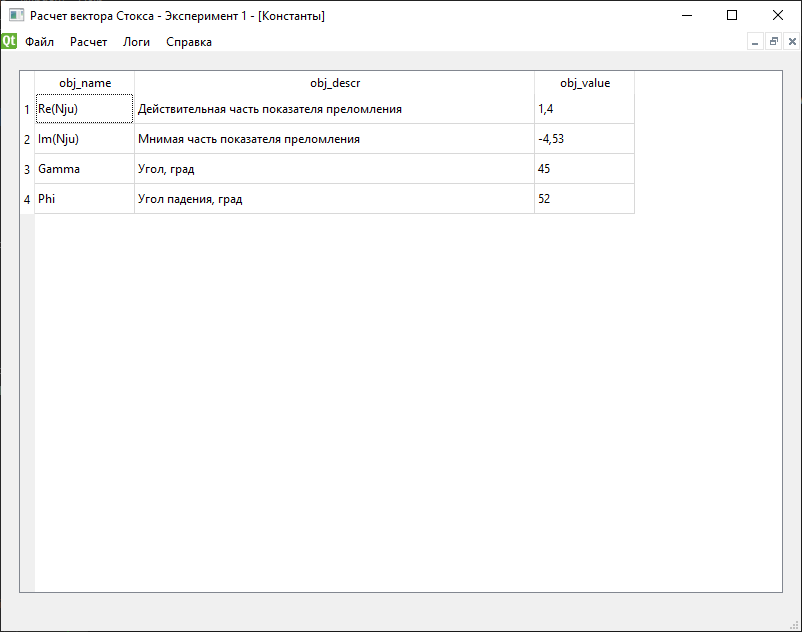 Расчет вектора Стокса - Эксперимент 1 - [Константы]
Qt Файл Расчет Логи Справка
obj_name obj_descr obj_value
1 Re(Nju) Действительная часть показателя преломления 1,4
2 Im(Nju) Мнимая часть показателя преломления -4,53
3 Gamma Угол, град 45
4 Phi Угол падения, град 52